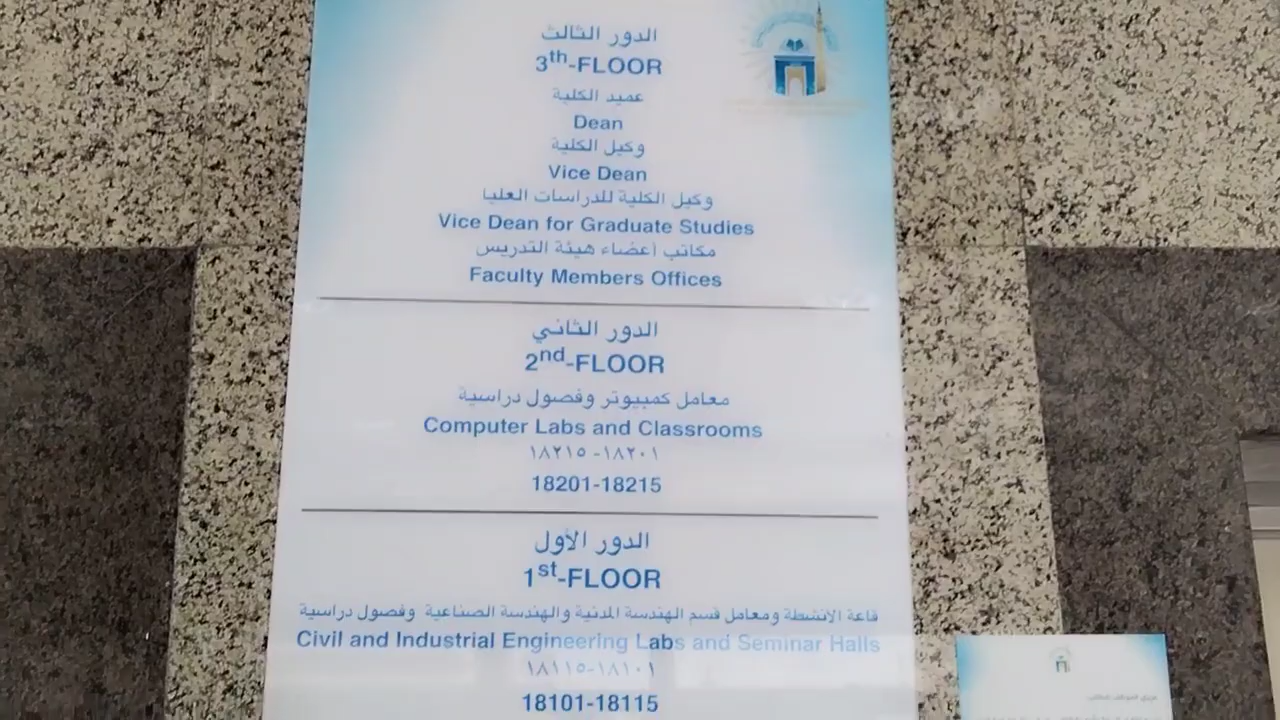 الدور الثالث
3th-FLOOR
عميد الكلية
Dean
وكيل الكلية
Vice Dean
وكيل الكلية للدراسات العليا
Vice Dean for Graduate Studies
مكاتب أعضاء هيئة التدريس
Faculty Members Offices
الدور الثاني
2nd-FLOOR
معامل كمبيوتر وفصول دراسية
Computer Labs and Classrooms
١٨٢٠١- ١٨٢١٥
18201-18215
الدور الأول
1st-FLOOR
قاعة الانشطة ومعامل قسم الهندسة المدنية والهندسة الصناعية وفصول دراسية
Civil and Industrial Engineering Labs and Seminar Halls
١٨١٠١-١٨١١٥
18101-18115